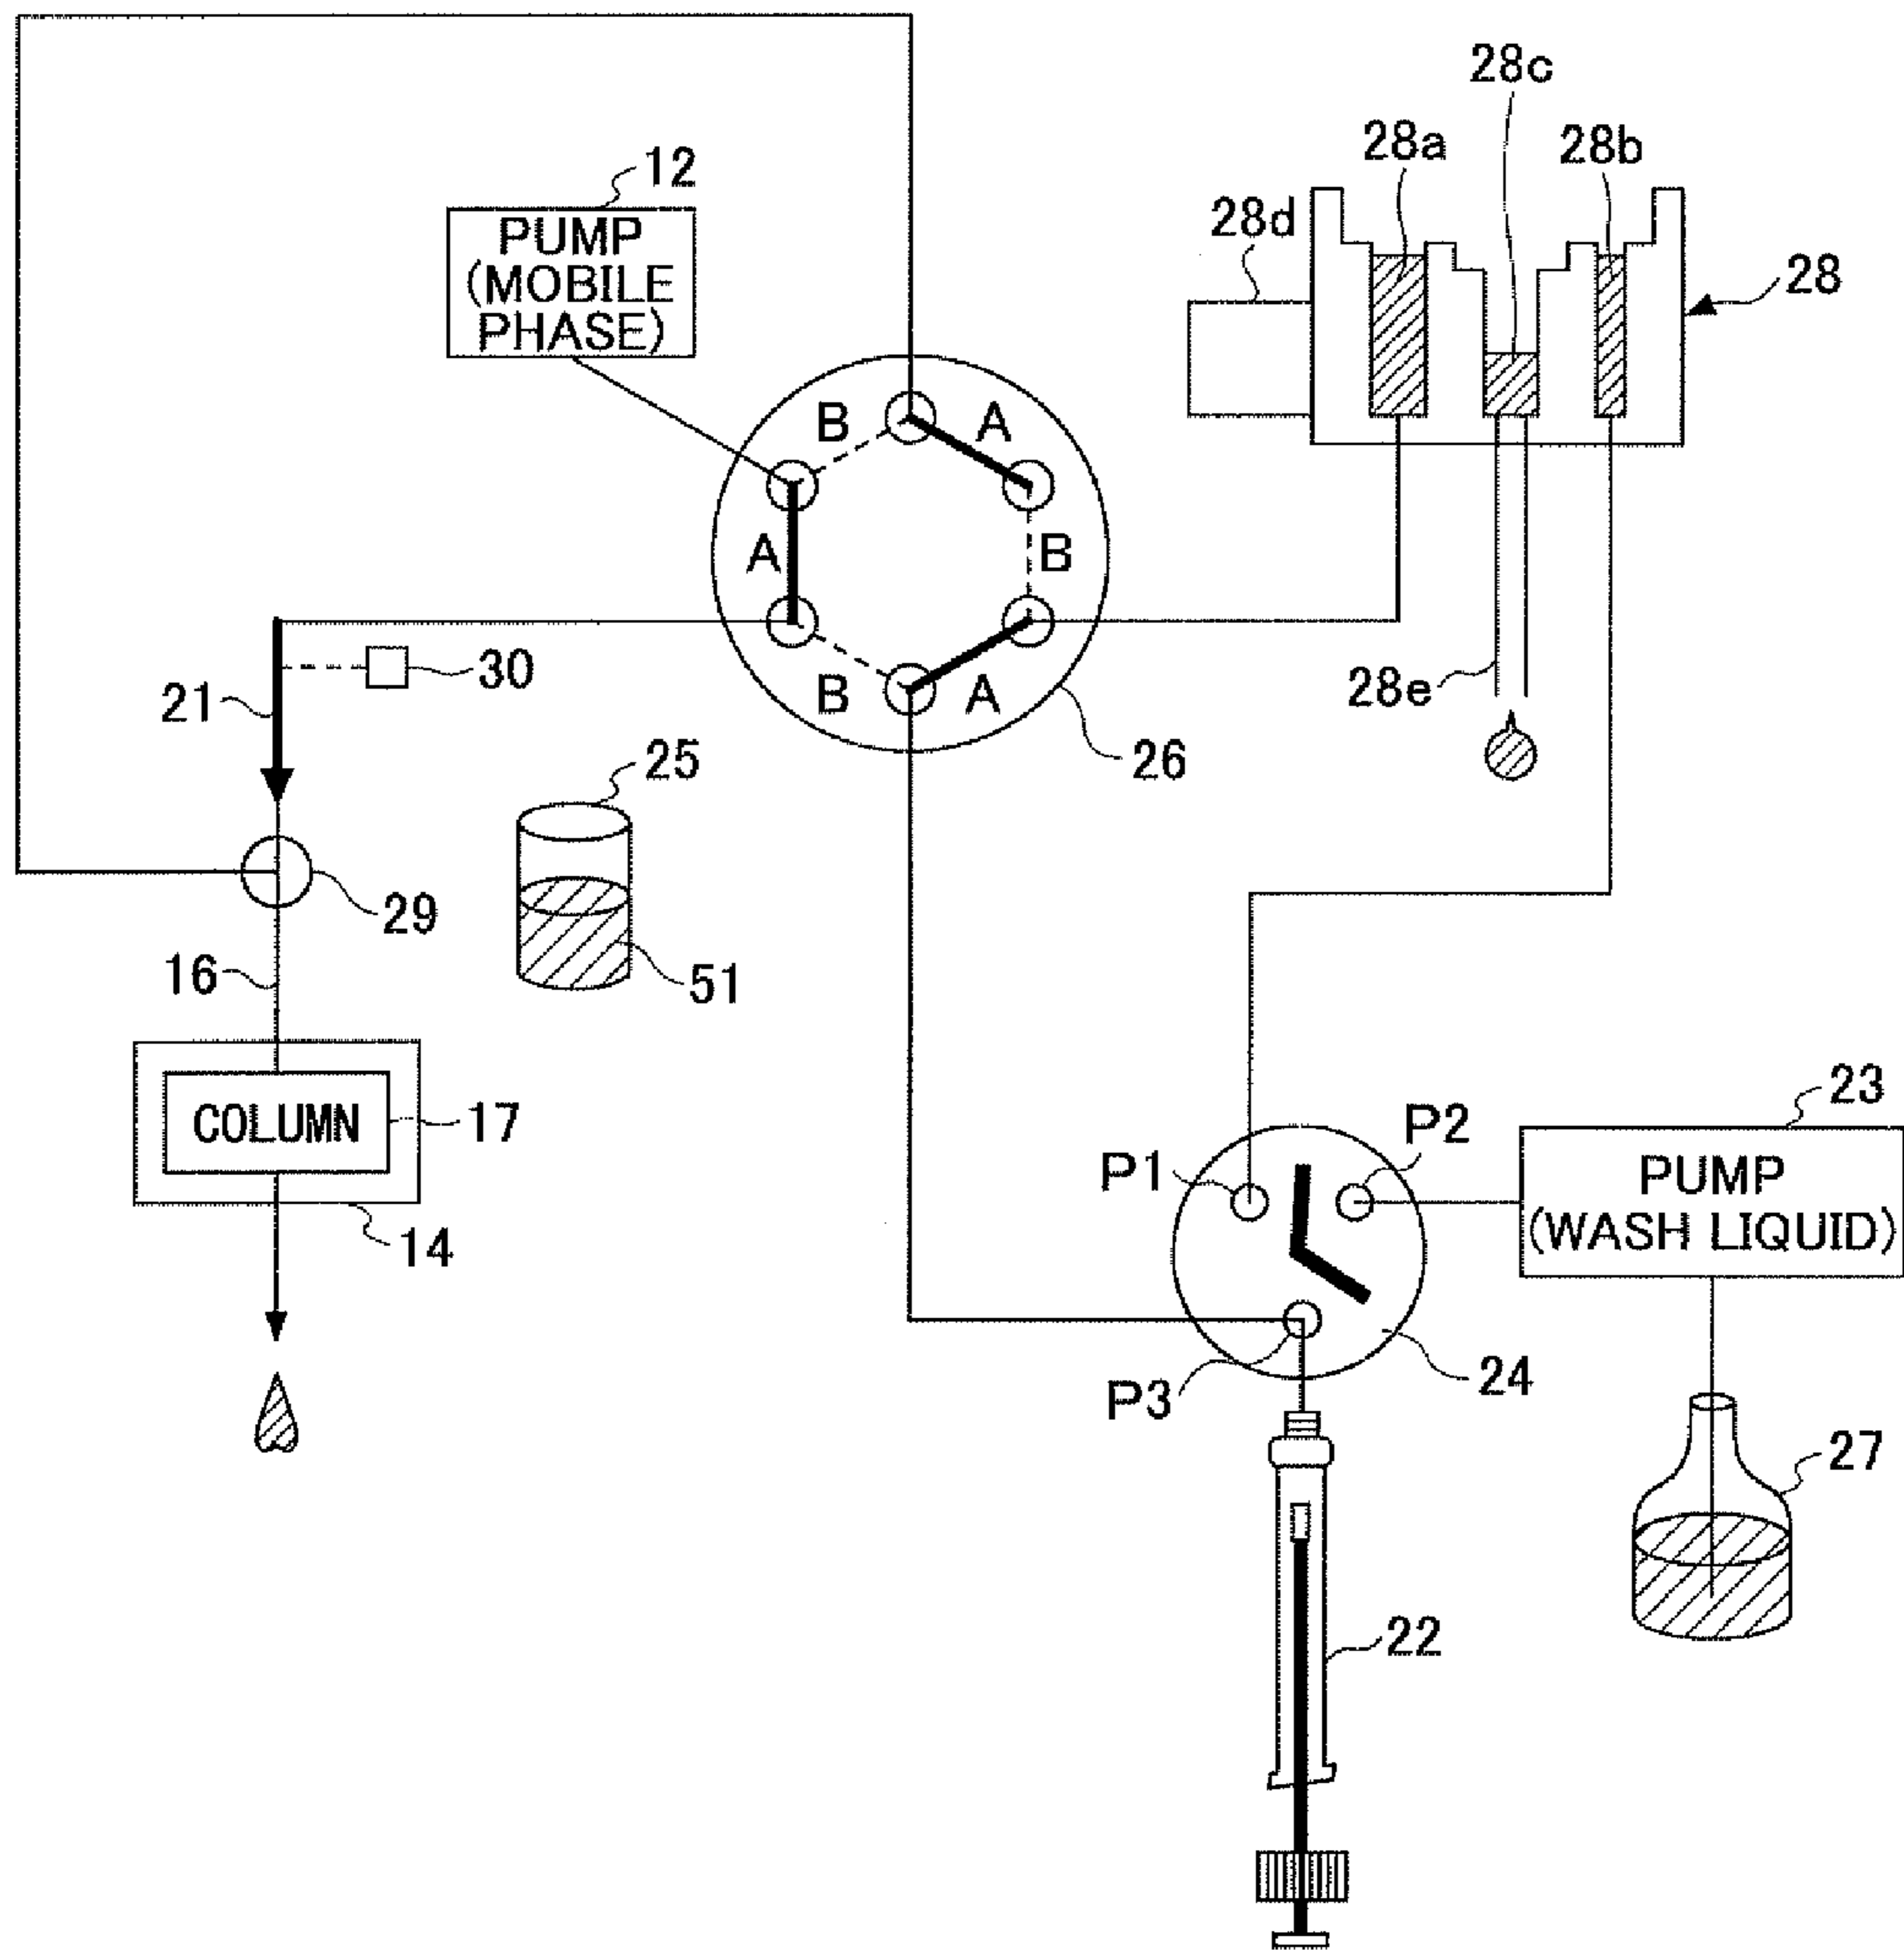 28c
12
28a
28b
PUMP
(MOBILE
PHASE)
28d
28
B
A
A
B
30
21
28e
B
A
26
25
29
16
51
23
P2
COLUMN
17
P1
PUMP
(WASH LIQUID)
14
24
P3
27
22